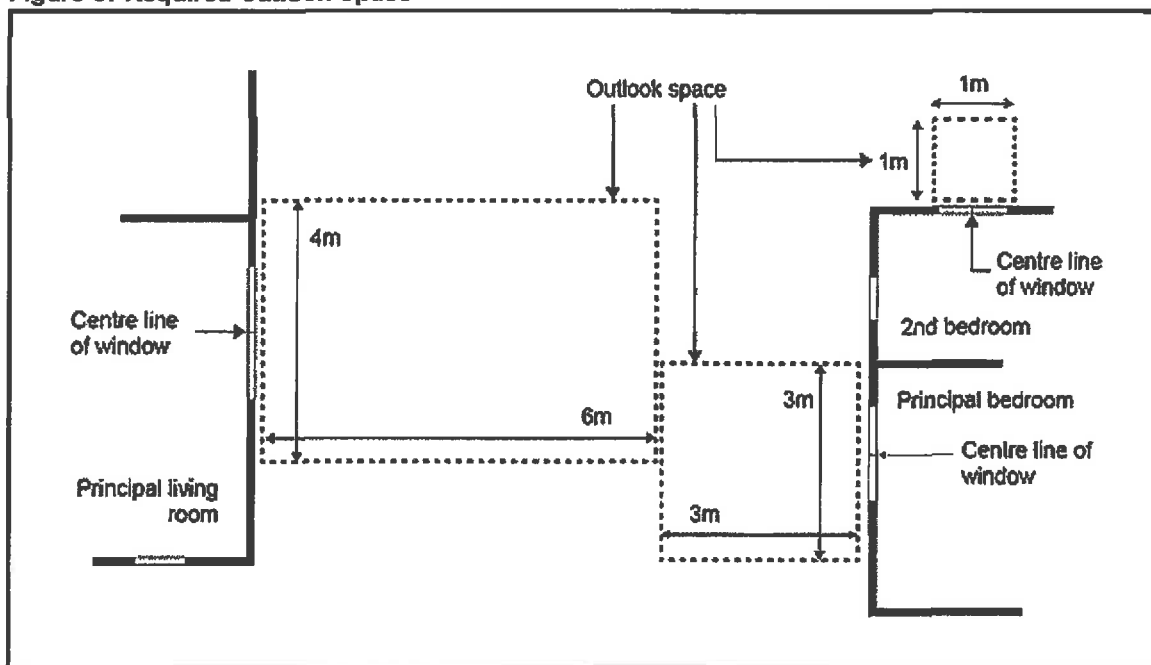 Outlook space
1m
1m
4m
Centre line
of window
Centre line
of window
2nd bedroom
3m
Principal bedroom
6m
Centre line of
window
Principal living
room
3m